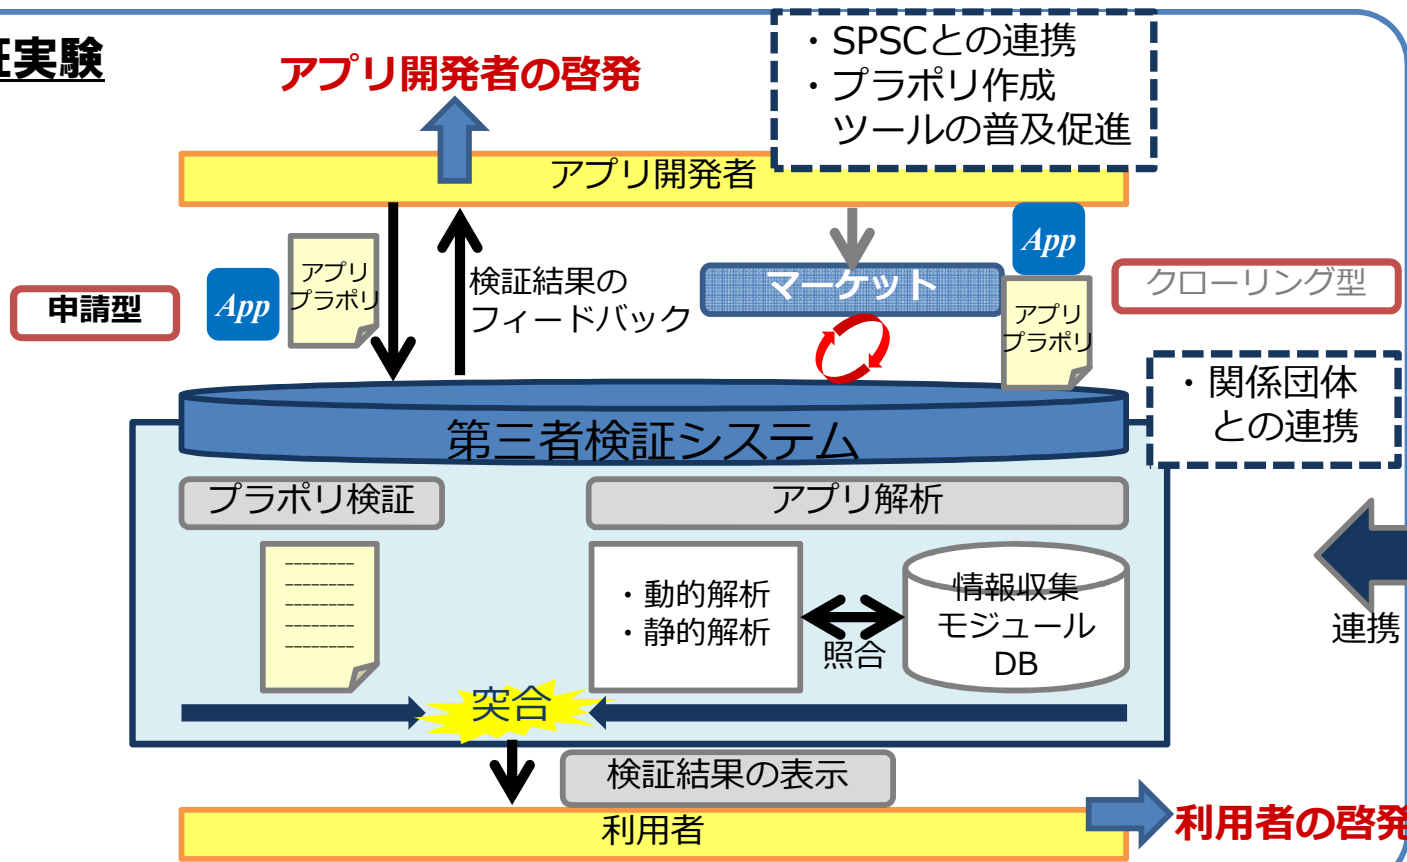 証実験
アプリ開発者の啓発
・SPSCとの連携
・プラポリ作成
ツールの普及促進
アプリ開発者
申請型
App
アプリ
プラポリ
検証結果の
フィードバック
マーケット
App
アプリ
プラポリ
クローリング型
・関係団体
との連携
第三者検証システム
プラポリ検証
アプリ解析
・動的解析
・静的解析
照合
情報収集
モジュール
DB
連携
突合
検証結果の表示
利用者
利用者の啓発